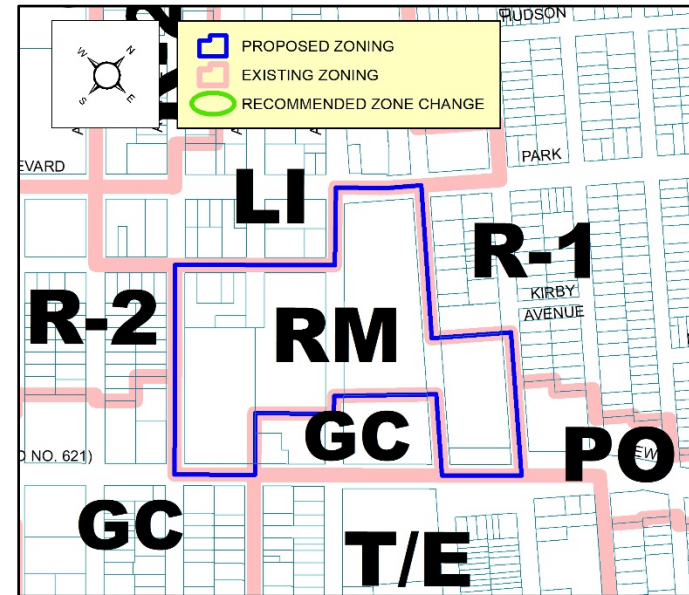 HUDSON
N
W
E
S
PROPOSED ZONING
EXISTING ZONING
RECOMMENDED ZONE CHANGE
EVARD
PARK
LI
R-1
KIRBY
AVENUE
R-2
RM
GC
PO
D NO. 621)
EW
GC
T/E